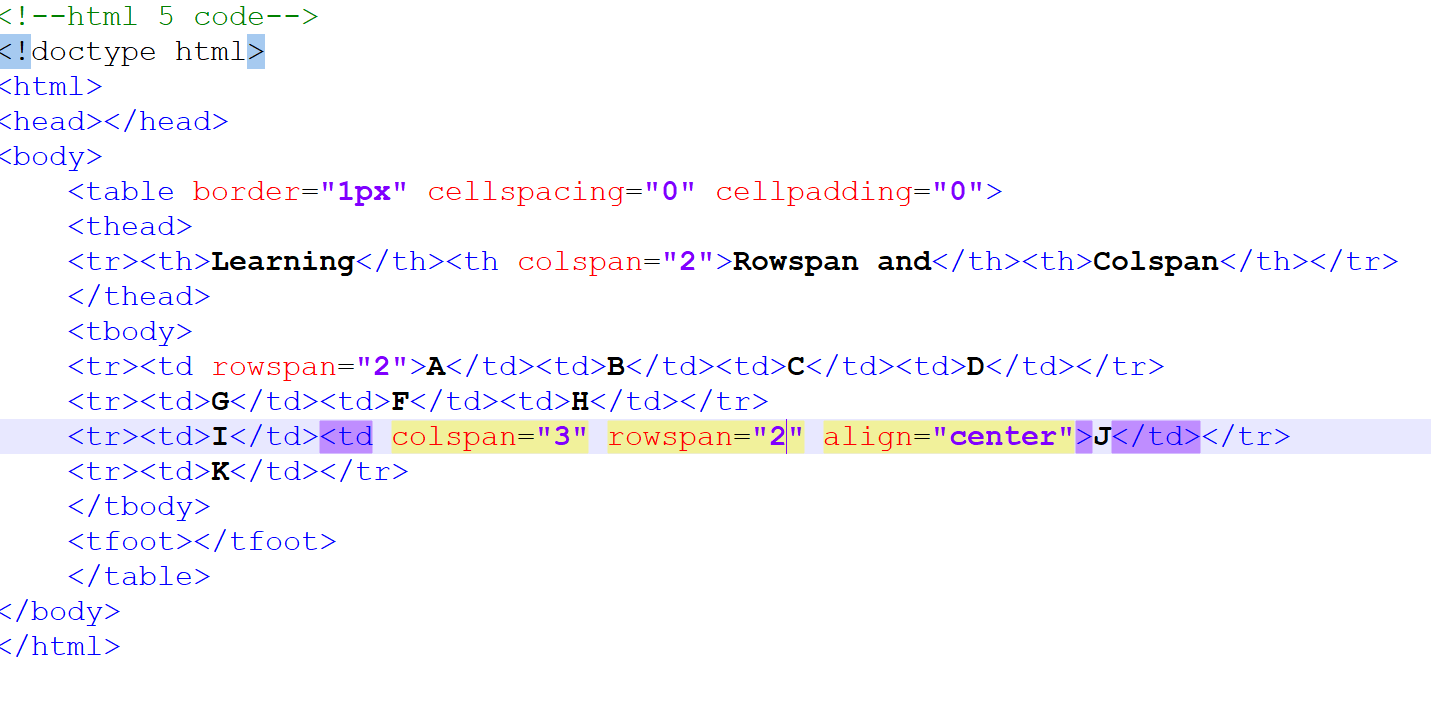 <!--html 5 code-->
<!doctype html>
<html>
<head></head>
<body>
    <table border="1px" cellspacing="0" cellpadding="0">
    <thead>
    <tr><th>Learning</th><th colspan="2">Rowspan and</th><th>Colspan</th></tr>
    </thead>
    <tbody>
    <tr><td rowspan="2">A</td><td>B</td><td>C</td><td>D</td></tr>
    <tr><td>G</td><td>F</td><td>H</td></tr>
    <tr><td>I</td><td colspan="3" rowspan="2" align="center">J</td></tr>
    <tr><td>K</td></tr>
    </tbody>
    <tfoot></tfoot>
    </table>
</body>
</html>